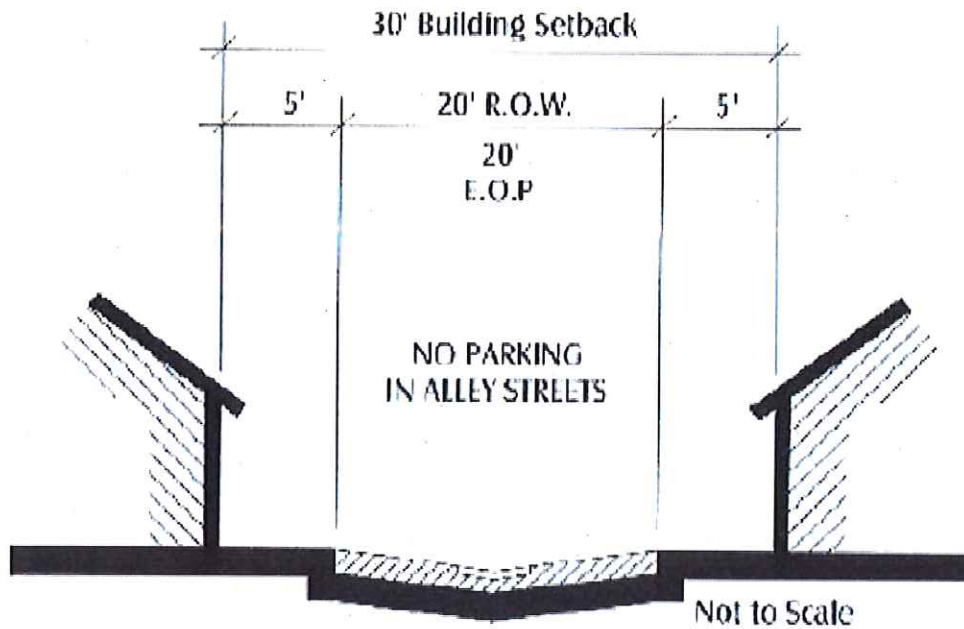 30' Building Setback
5' 20' R.O.W. 5'
20'
E.O.P
NO PARKING
IN ALLEY STREETS
Not to Scale